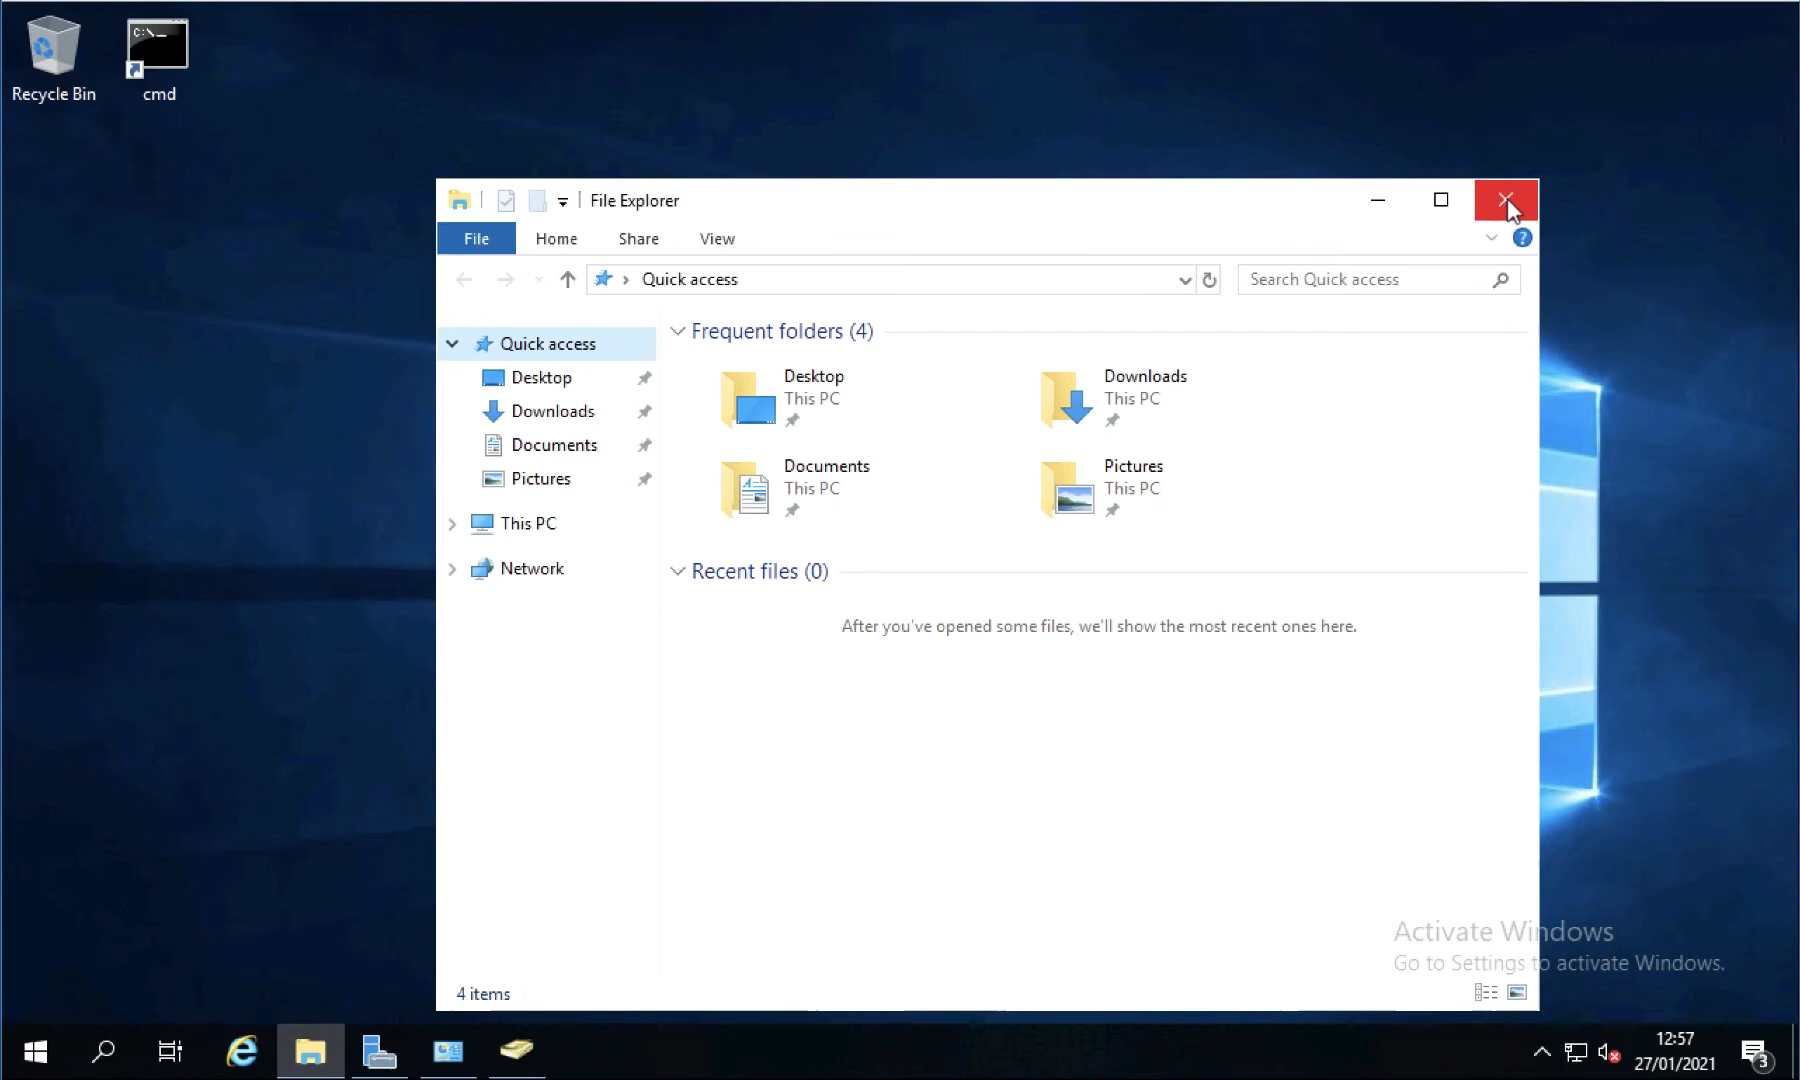 Recycle Bin
cmd
C:\._
File Explorer
File
Home
Share
View
Quick access
Search Quick access
Quick access
Desktop
Downloads
Documents
Pictures
This PC
Network
Frequent folders (4)
Desktop
This PC
Downloads
This PC
Documents
This PC
Pictures
This PC
Recent files (0)
After you've opened some files, we'll show the most recent ones here.
Activate Windows
Go to Settings to activate Windows.
4 items
12:57
27/01/2021
3